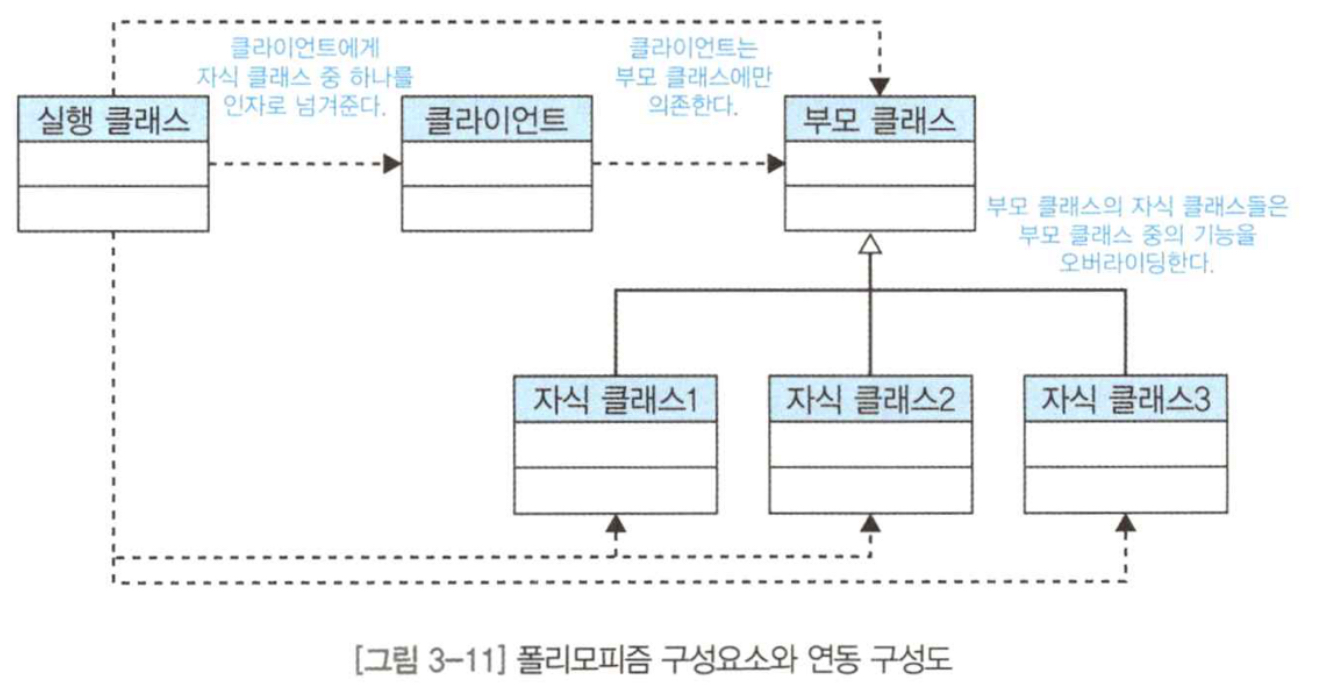 클라이언트에게
자식 클래스 중 하나를
인자로 넘겨준다.
클라이언트는
부모 클래스에만
의존한다.
실행 클래스
클라이언트
부모 클래스
부모 클래스의 자식 클래스들은
부모 클래스 중의 기능을
오버라이딩한다.
자식 클래스1
자식 클래스2
자식 클래스3
[그림 3-11] 폴리모피즘 구성요소와 연동 구성도